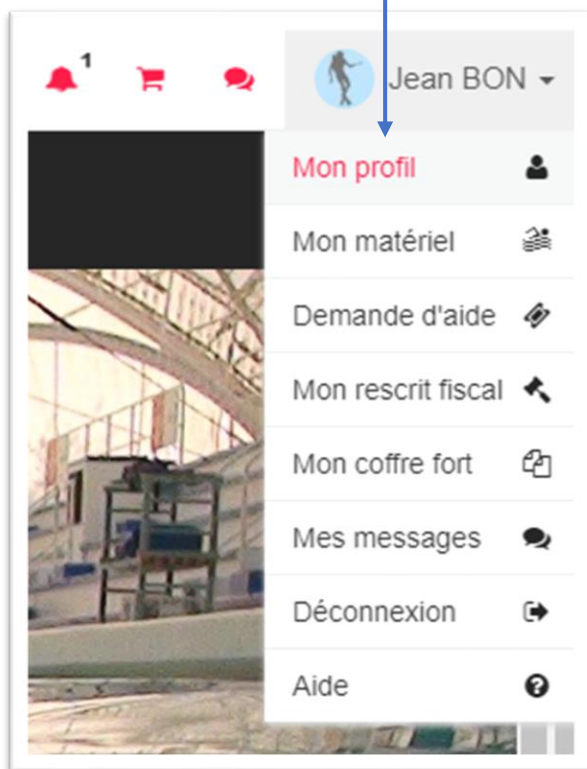 1
Jean BON
Mon profil
Mon matériel
Demande d'aide
Mon rescrit fiscal
Mon coffre fort
Mes messages
Déconnexion
Aide